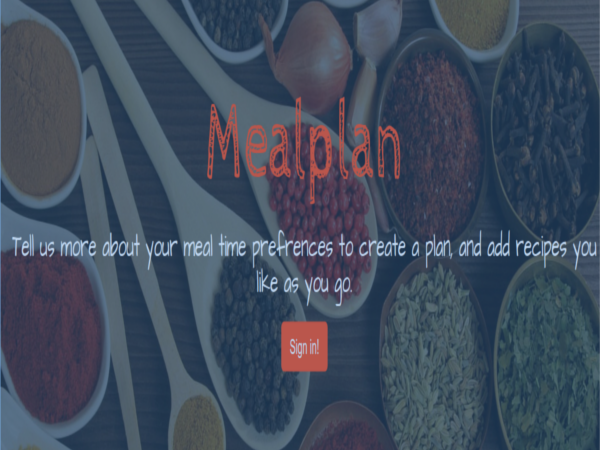 Mealplan
Tell us more about your meal time prefrences to create a plan, and add recipes you
like as you go.
Sign in!